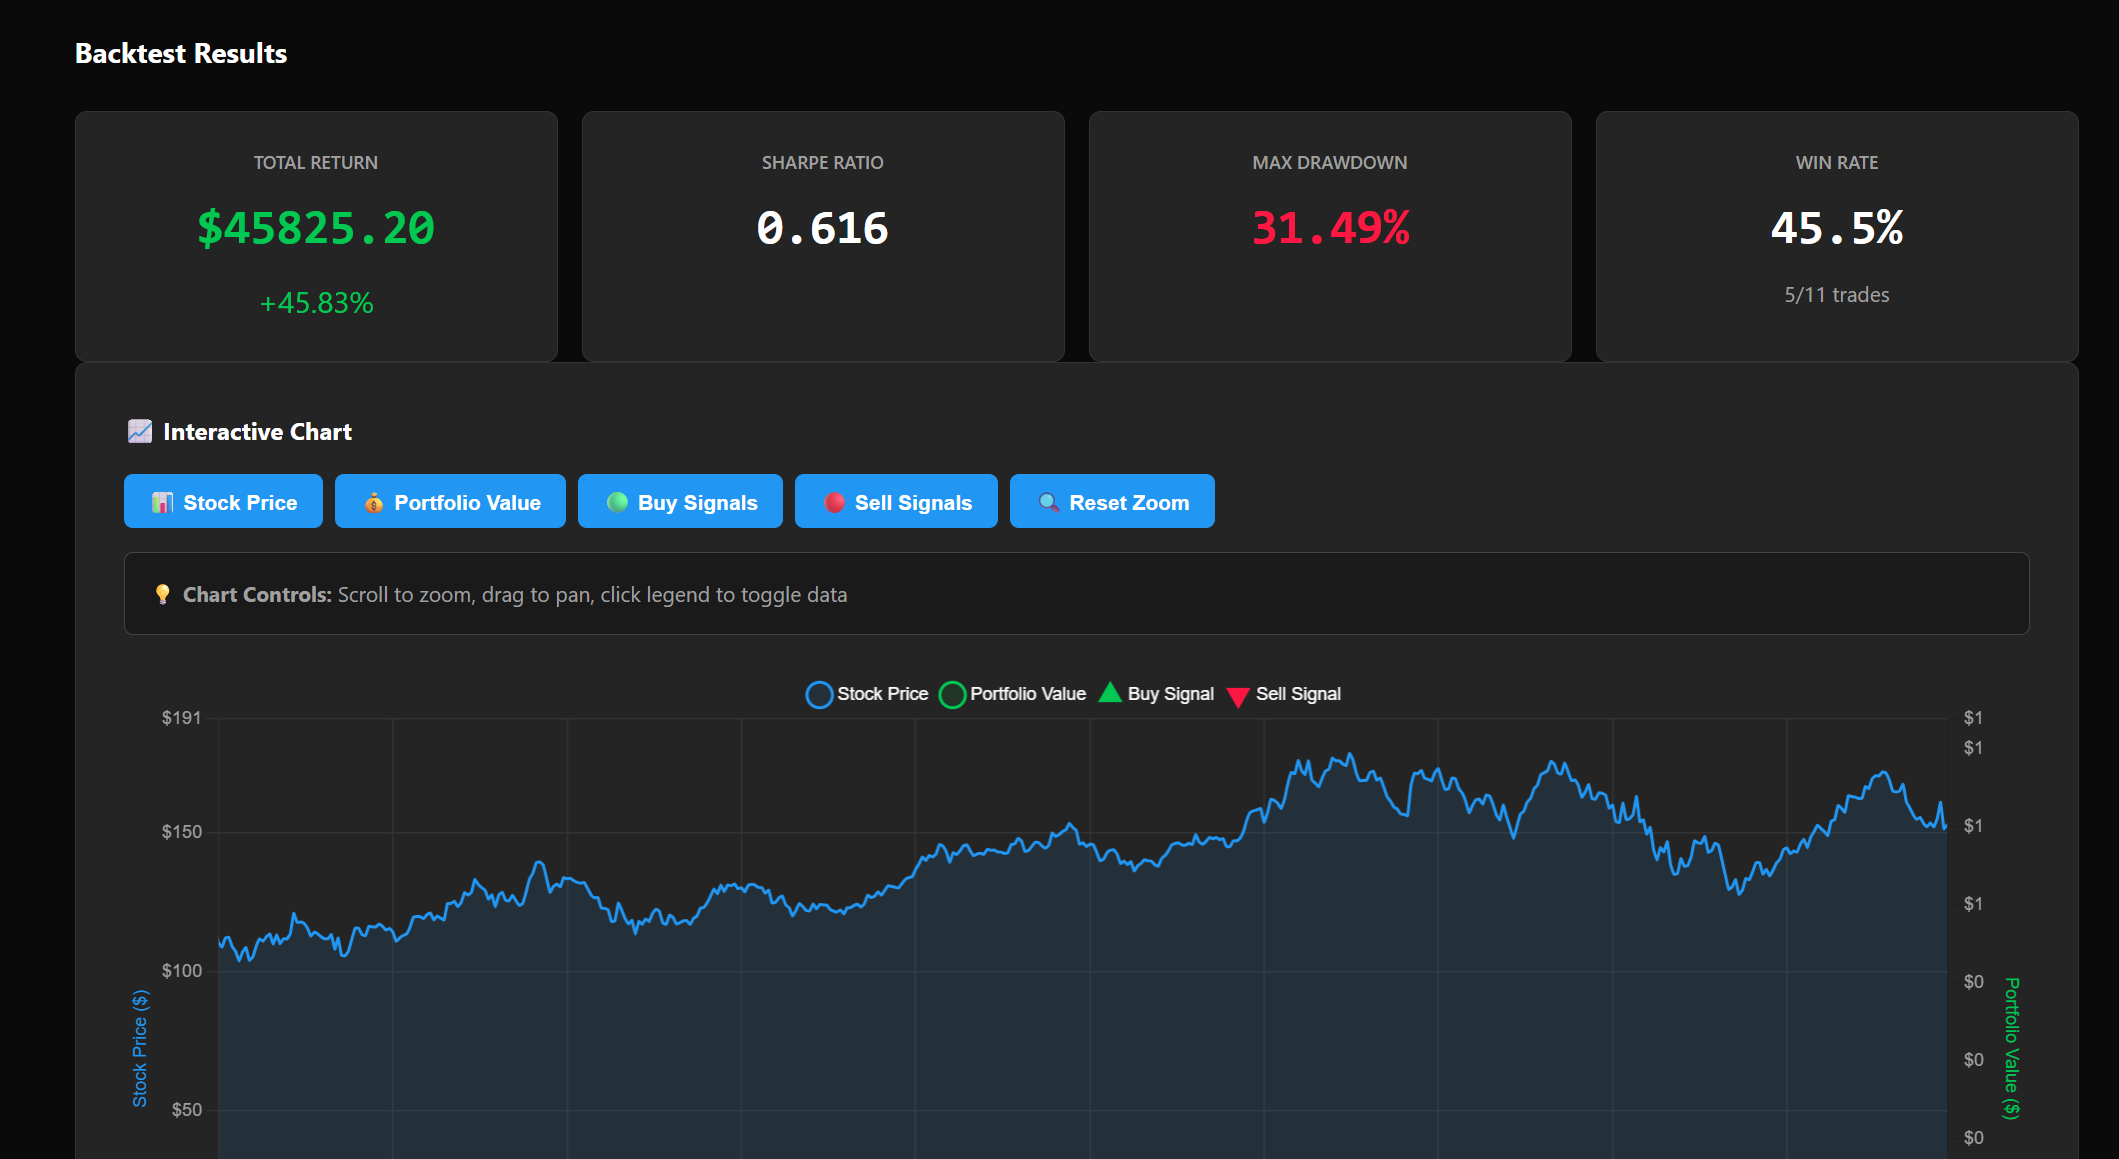 Backtest Results
TOTAL RETURN
$45825.20
+45.83%
SHARPE RATIO
0.616
MAX DRAWDOWN
31.49%
WIN RATE
45.5%
5/11 trades
Interactive Chart
Stock Price
Portfolio Value
Buy Signals
Sell Signals
Reset Zoom
Chart Controls: Scroll to zoom, drag to pan, click legend to toggle data
Stock Price
Portfolio Value
Buy Signal
Sell Signal
$191
$150
$100
$50
Stock Price ($)
$1
$1
$1
$1
$0
$0
$0
Portfolio Value ($)